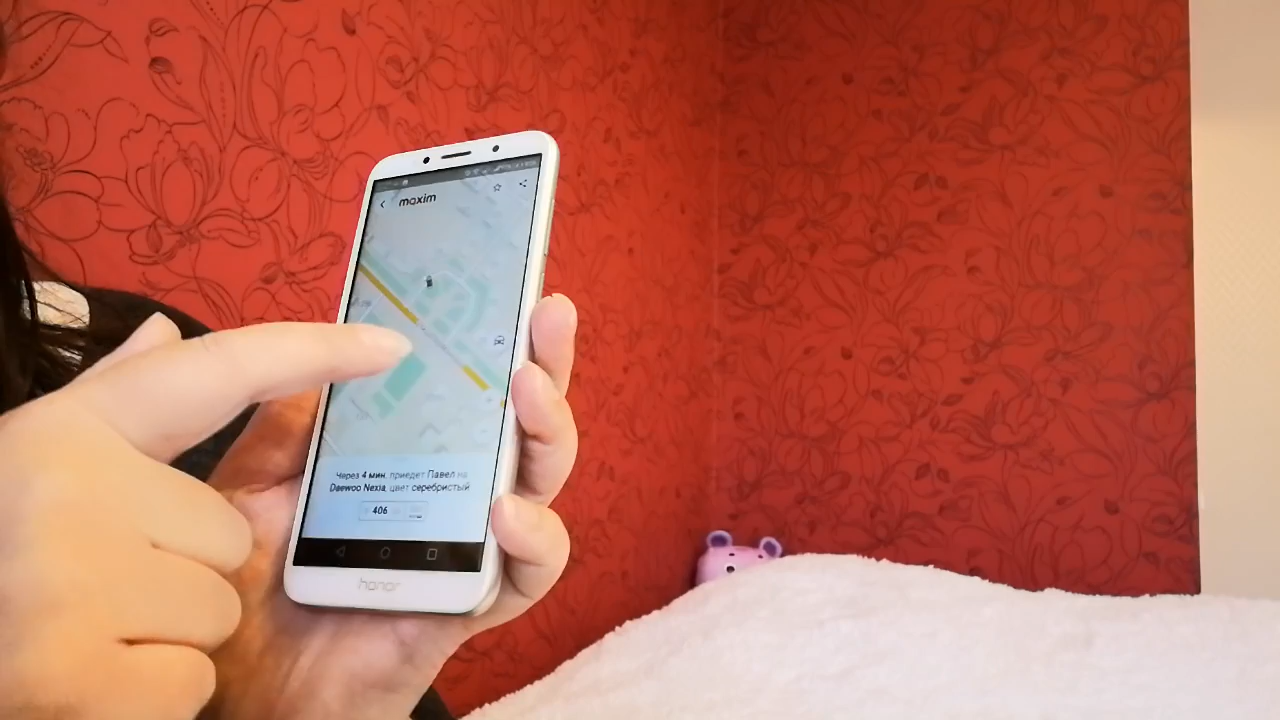 maxim
Через 4 мин. приедет Павел на
Daewoo Nexia, цвет серебристый
406
honor